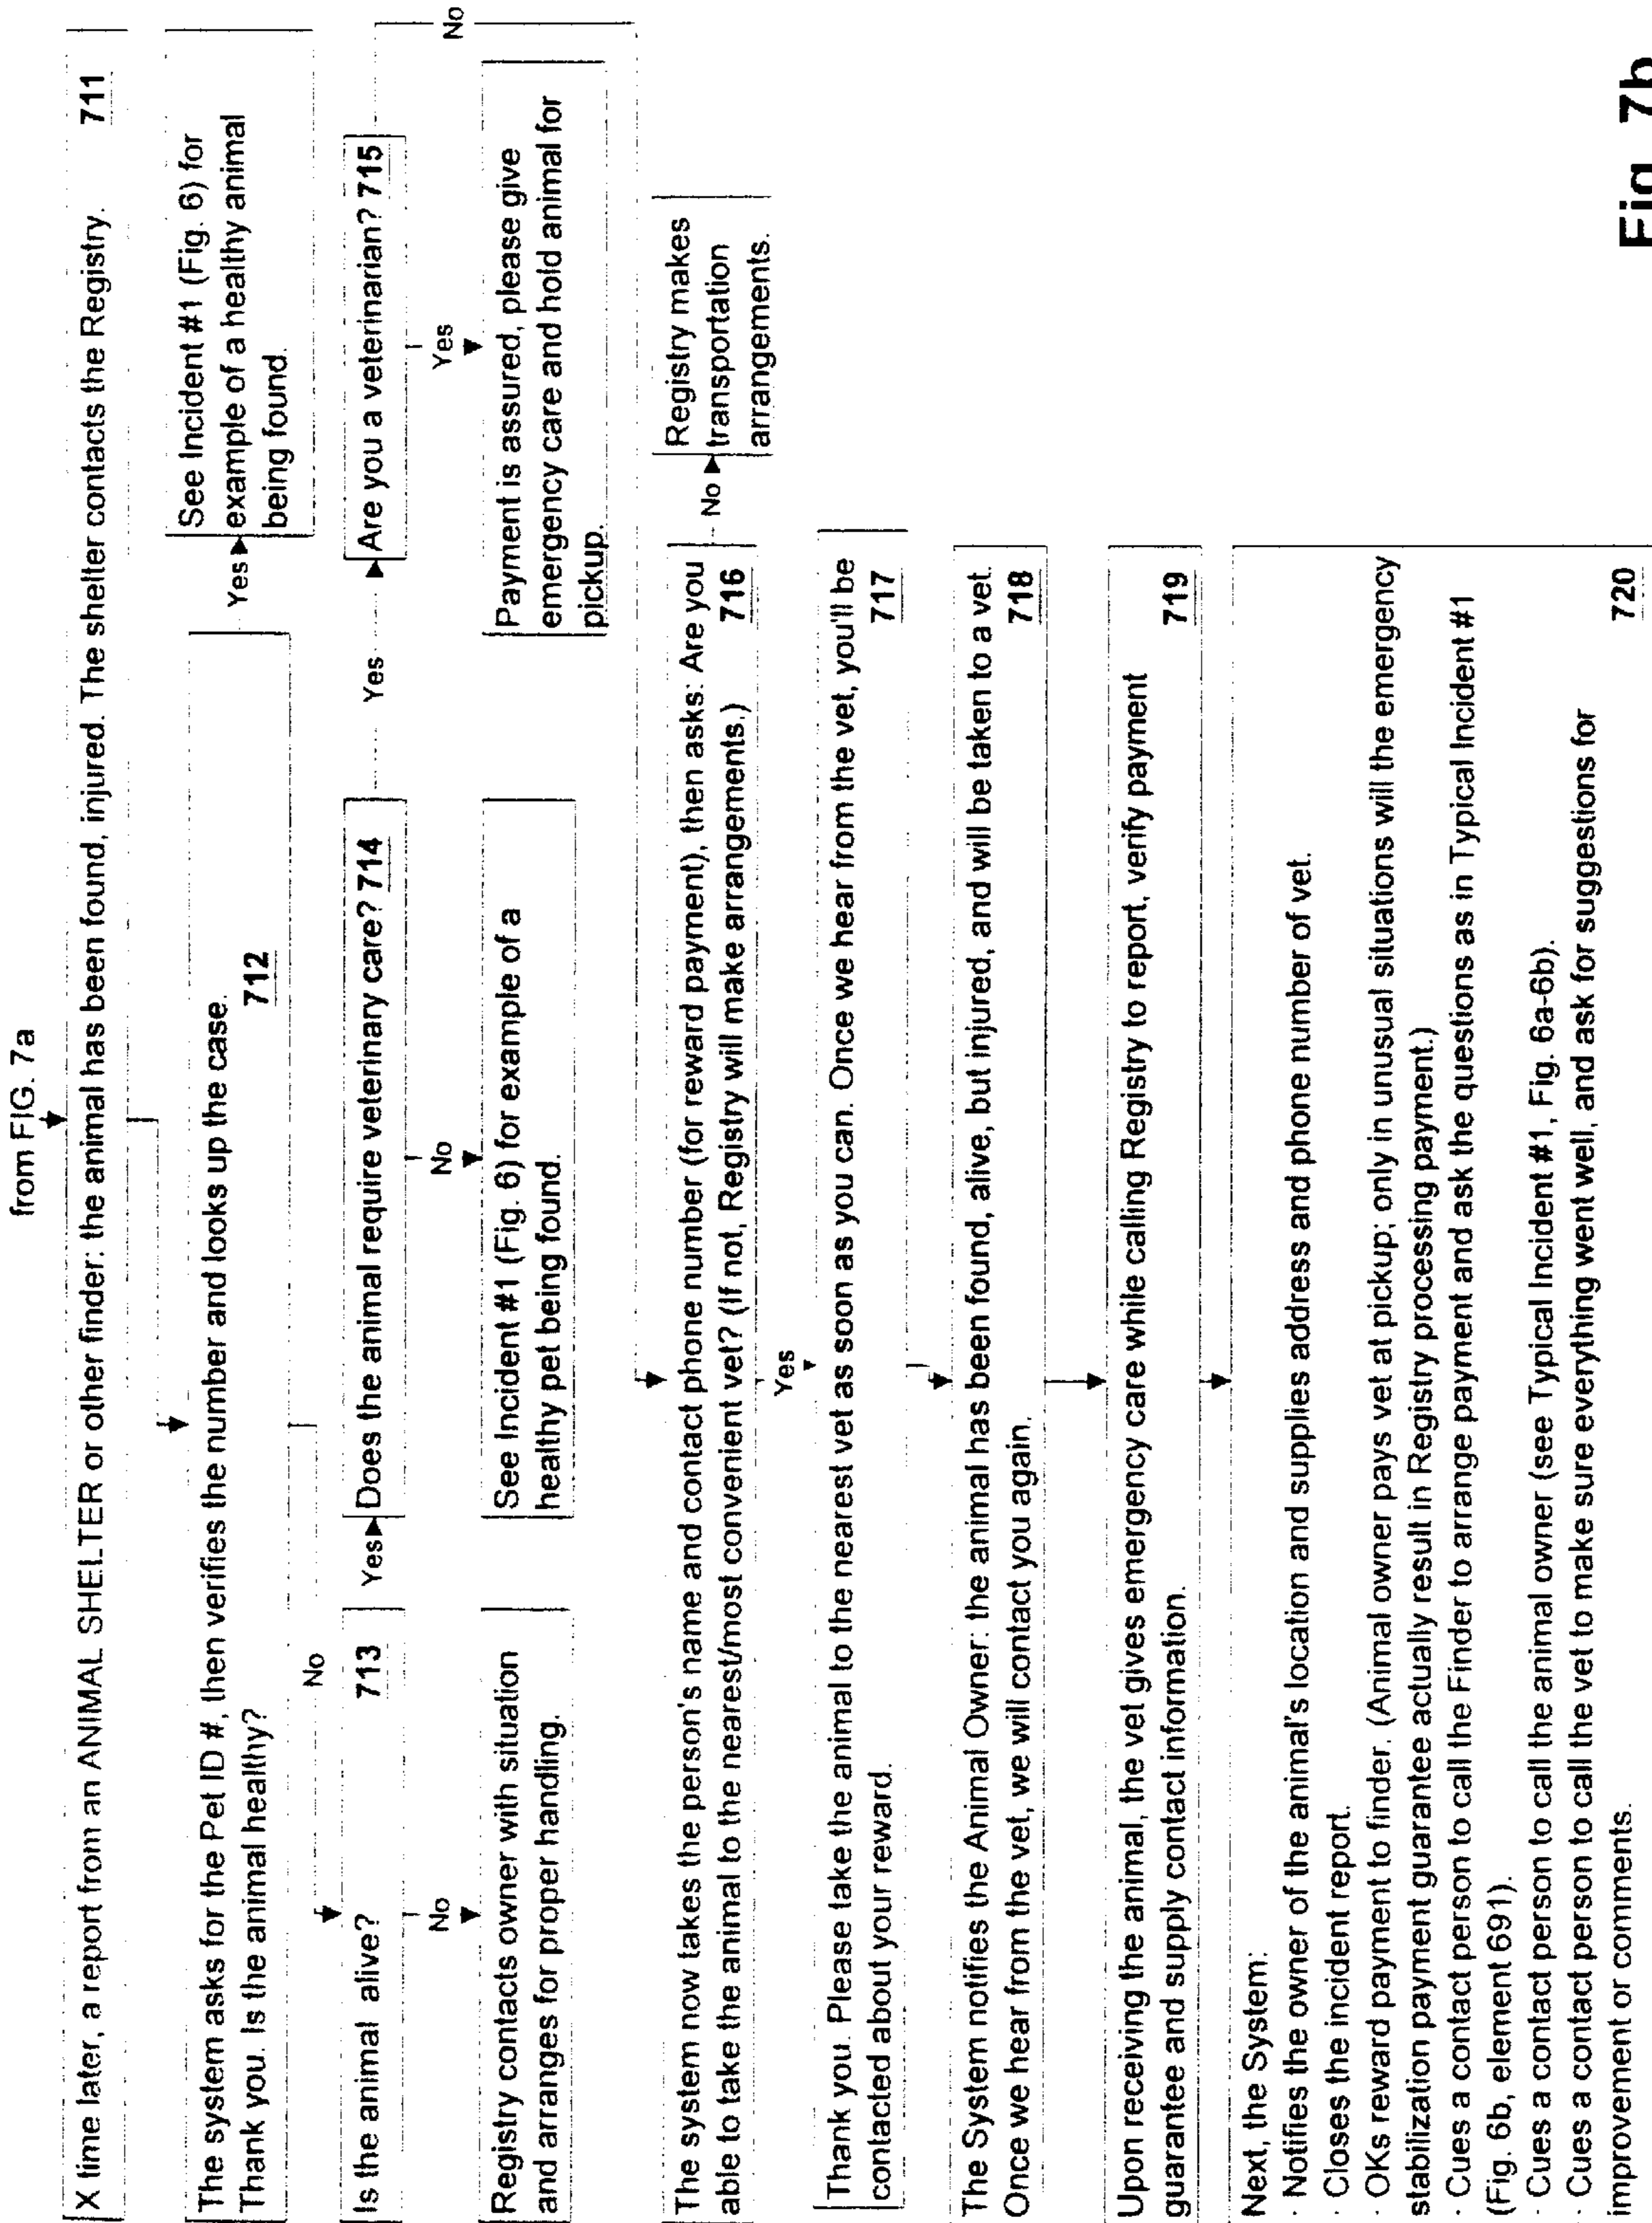 from FIG. 7a
X time later, a report from an ANIMAL SHELTER or other finder: the animal has been found, injured. The shelter contacts the Registry. 711
The system asks for the Pet ID #, then verifies the number and looks up the case.
Thank you. Is the animal healthy? 712
Yes
See Incident #1 (Fig. 6) for
example of a healthy animal
being found.
No
Is the animal alive? 713
Yes
Does the animal require veterinary care? 714
Yes
Are you a veterinarian? 715
No
No
Registry contacts owner with situation
and arranges for proper handling.
No
See Incident #1 (Fig. 6) for example of a
healthy pet being found.
Yes
Payment is assured, please give
emergency care and hold animal for
pickup.
The system now takes the person's name and contact phone number (for reward payment), then asks: Are you
able to take the animal to the nearest/most convenient vet? (If not, Registry will make arrangements.) 716
No
Registry makes
transportation
arrangements.
Yes
Thank you. Please take the animal to the nearest vet as soon as you can. Once we hear from the vet, you'll be
contacted about your reward. 717
The System notifies the Animal Owner: the animal has been found, alive, but injured, and will be taken to a vet.
Once we hear from the vet, we will contact you again. 718
Upon receiving the animal, the vet gives emergency care while calling Registry to report, verify payment
guarantee and supply contact information. 719
Next, the System:
· Notifies the owner of the animal's location and supplies address and phone number of vet.
· Closes the incident report.
· OKs reward payment to finder. (Animal owner pays vet at pickup; only in unusual situations will the emergency
stabilization payment guarantee actually result in Registry processing payment.)
· Cues a contact person to call the Finder to arrange payment and ask the questions as in Typical Incident #1
(Fig. 6b, element 691).
· Cues a contact person to call the animal owner (see Typical Incident #1, Fig. 6a-6b).
· Cues a contact person to call the vet to make sure everything went well, and ask for suggestions for
improvement or comments. 720
Fig. 7b